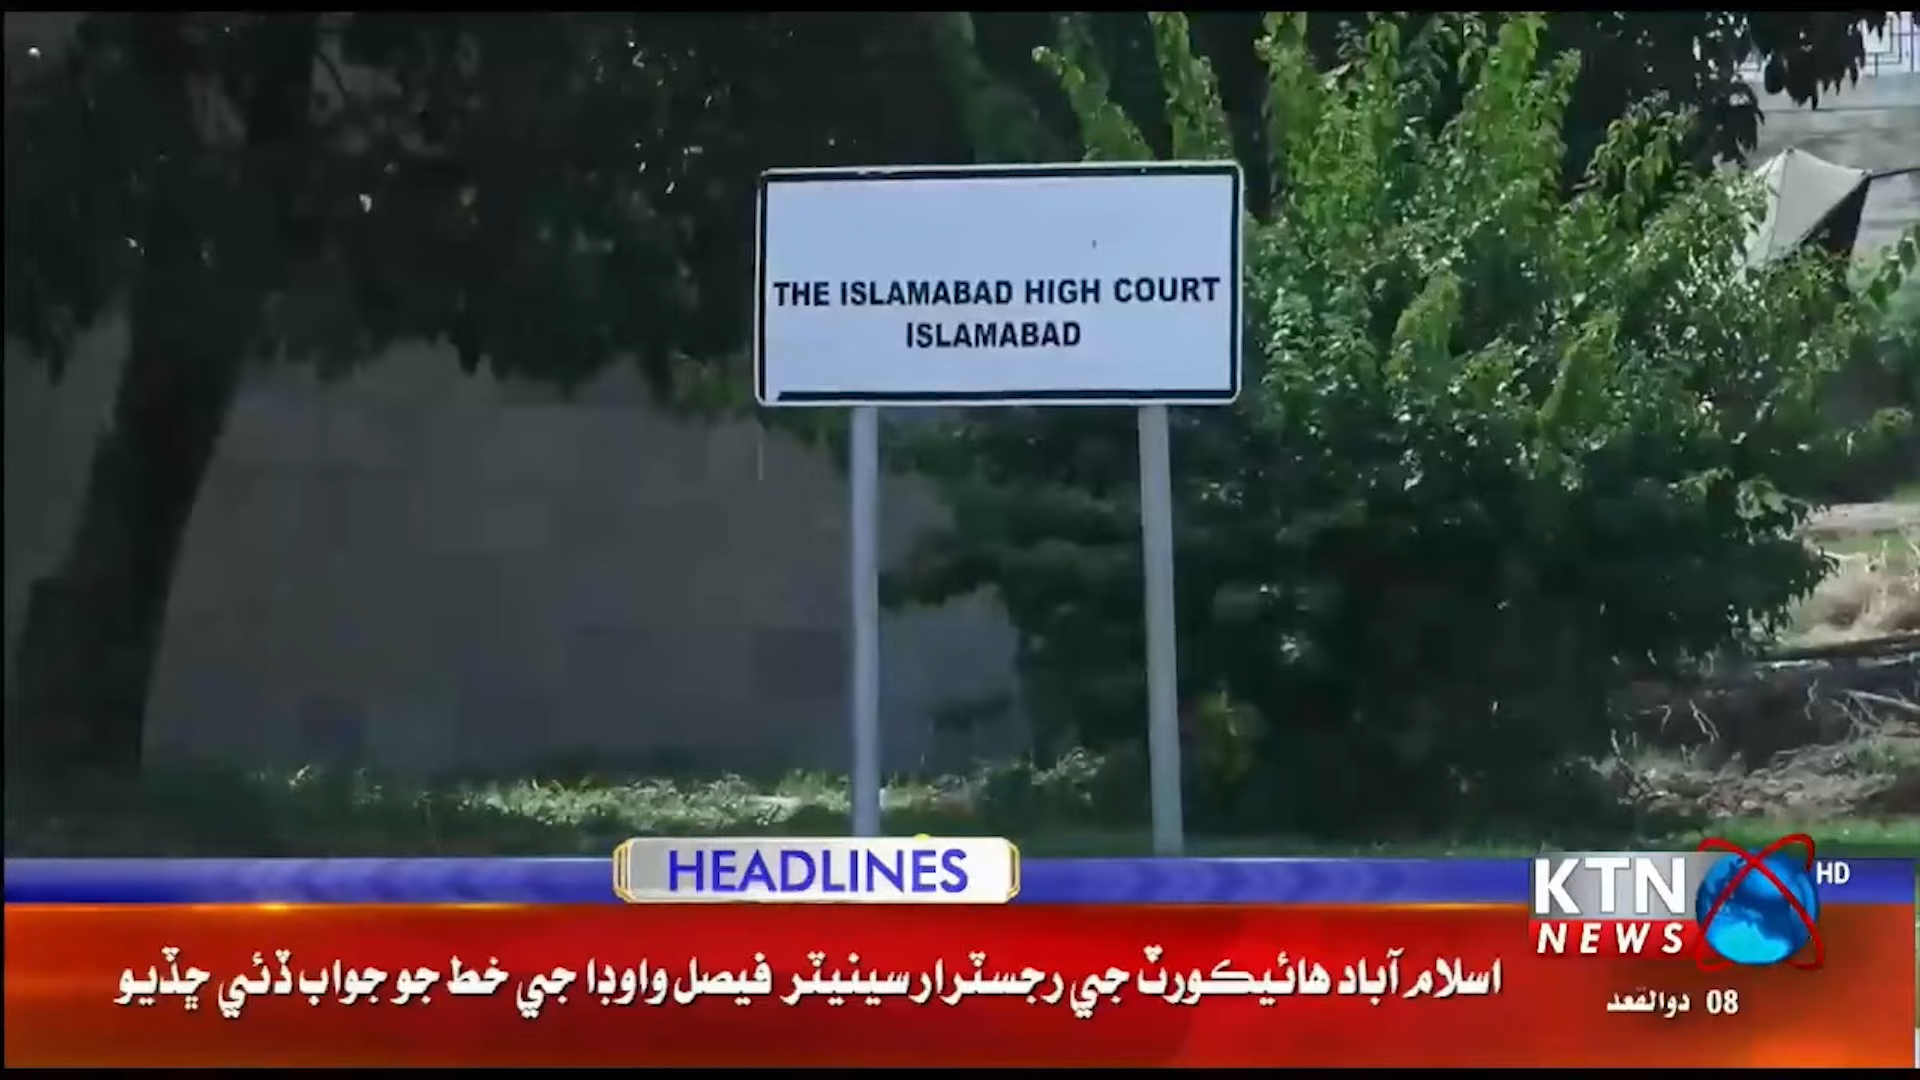 THE ISLAMABAD HIGH COURT
ISLAMABAD
HEADLINES
KTN HD
NEWS
اسلام آباد هائيڪورٽ جي رجسٽرار سينيٽر فيصل واوڊا جي خط جو جواب ڏئي ڇڏيو
08 ذوالقعد